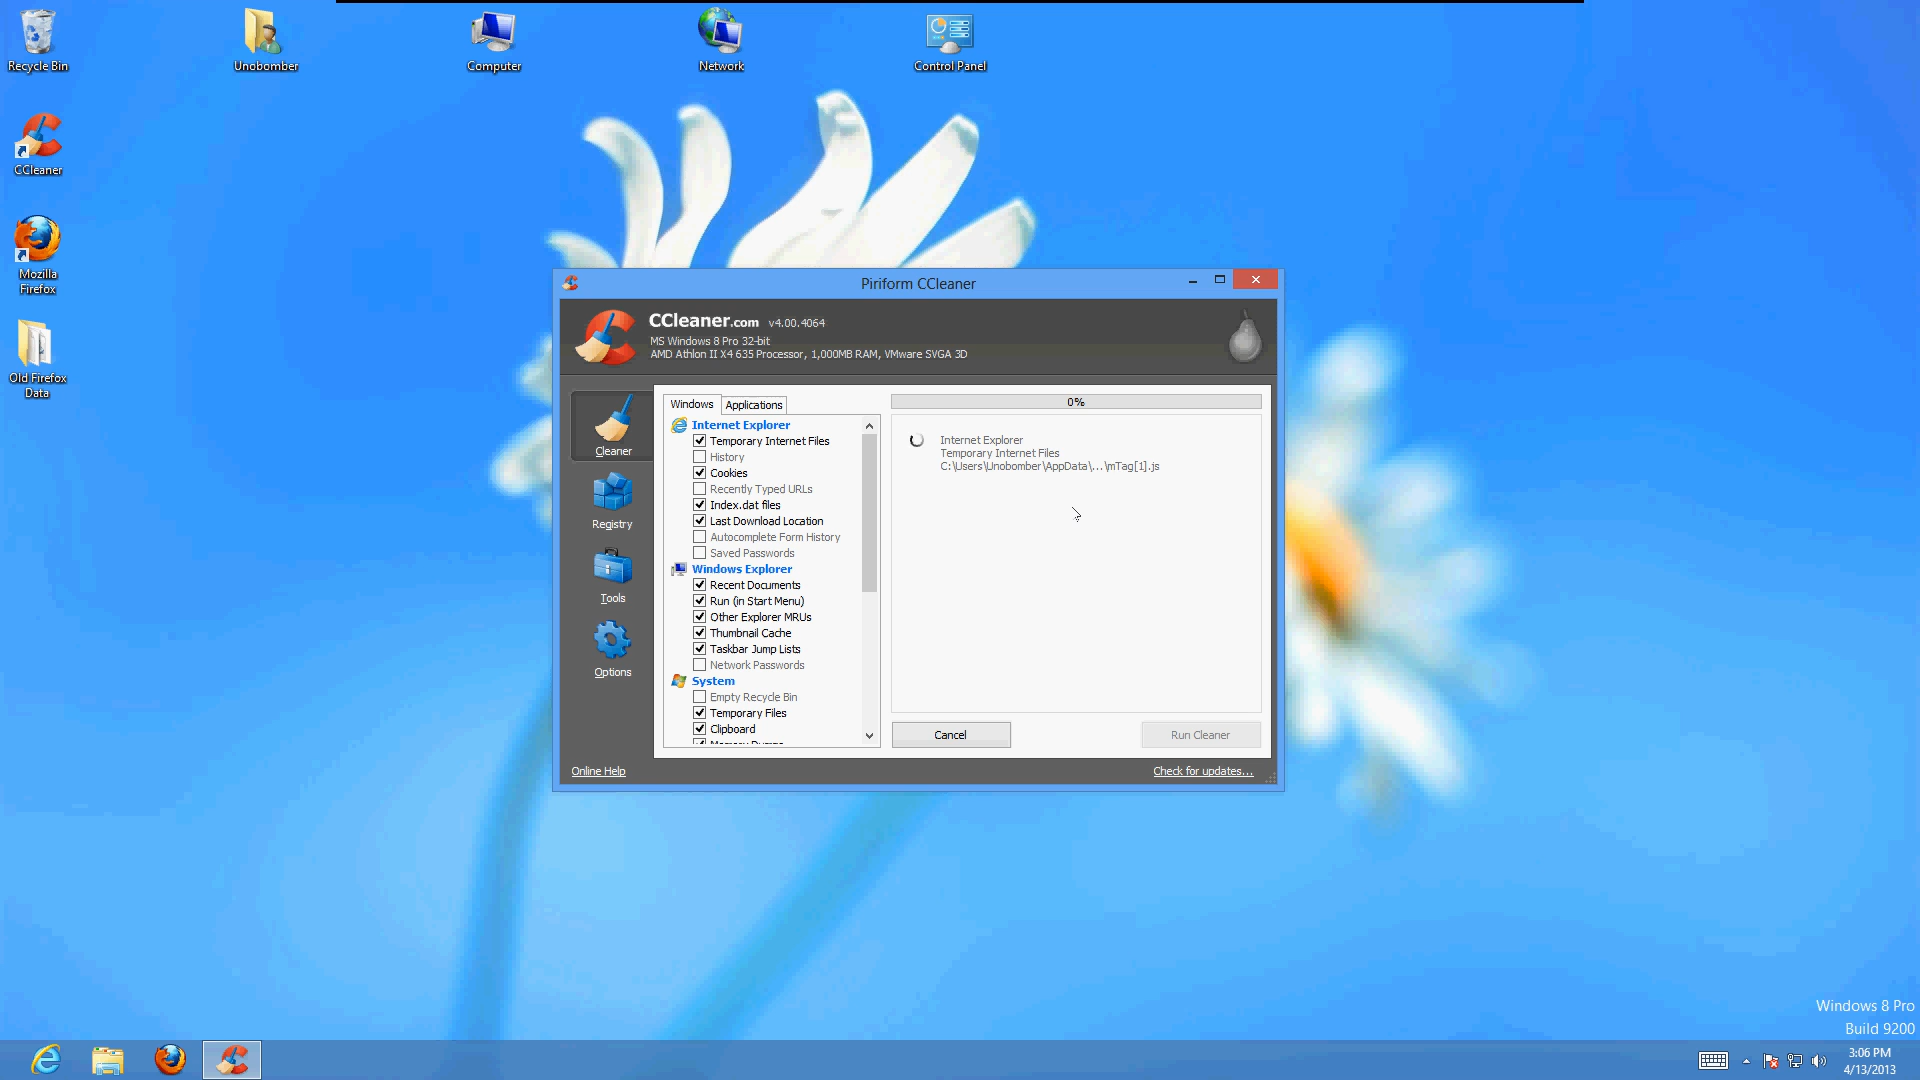 Recycle Bin
Unobomber
Computer
Network
Control Panel
CCleaner
Mozilla
Firefox
Old Firefox
Data
Piriform CCleaner
CCleaner.com v4.00.4064
MS Windows 8 Pro 32-bit
AMD Athlon II X4 635 Processor, 1,000MB RAM, VMware SVGA 3D
Cleaner
Registry
Tools
Options
Windows
Applications
Internet Explorer
Temporary Internet Files
History
Cookies
Recently Typed URLs
Index.dat files
Last Download Location
Autocomplete Form History
Saved Passwords
Windows Explorer
Recent Documents
Run (in Start Menu)
Other Explorer MRUs
Thumbnail Cache
Taskbar Jump Lists
Network Passwords
System
Empty Recycle Bin
Temporary Files
Clipboard
0%
Internet Explorer
Temporary Internet Files
C:\Users\Unobomber\AppData\...\mTag[1].js
Cancel
Run Cleaner
Online Help
Check for updates...
Windows 8 Pro
Build 9200
3:06 PM
4/13/2013